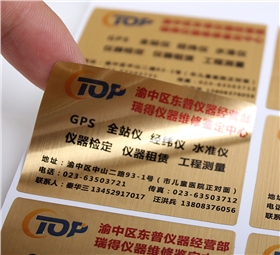 TOP
渝中区东普仪器经营部
瑞得仪器维修鉴定中心
GPS 全站仪 经纬仪 水准仪
仪器检定 仪器租赁 工程测量
地址：渝中区中山二路93-1号（市儿童医院正对面）
电话：023-63503721 传真：023-63503712
023-63503712
联系人：秦华三 13452917017 汪洪兵 13808376056
TOP
渝中区东普仪器经营部
瑞得仪器维修鉴定中心